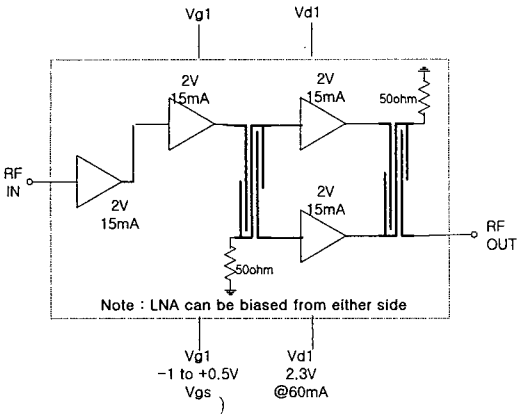 Vg1 Vd1
2V 2V
15mA 15mA
50ohm
RF
IN
2V
15mA
2V
15mA
RF
OUT
50ohm
Note : LNA can be biased from either side
Vg1 Vd1
-1 to +0.5V 2.3V
Vgs @60mA
)